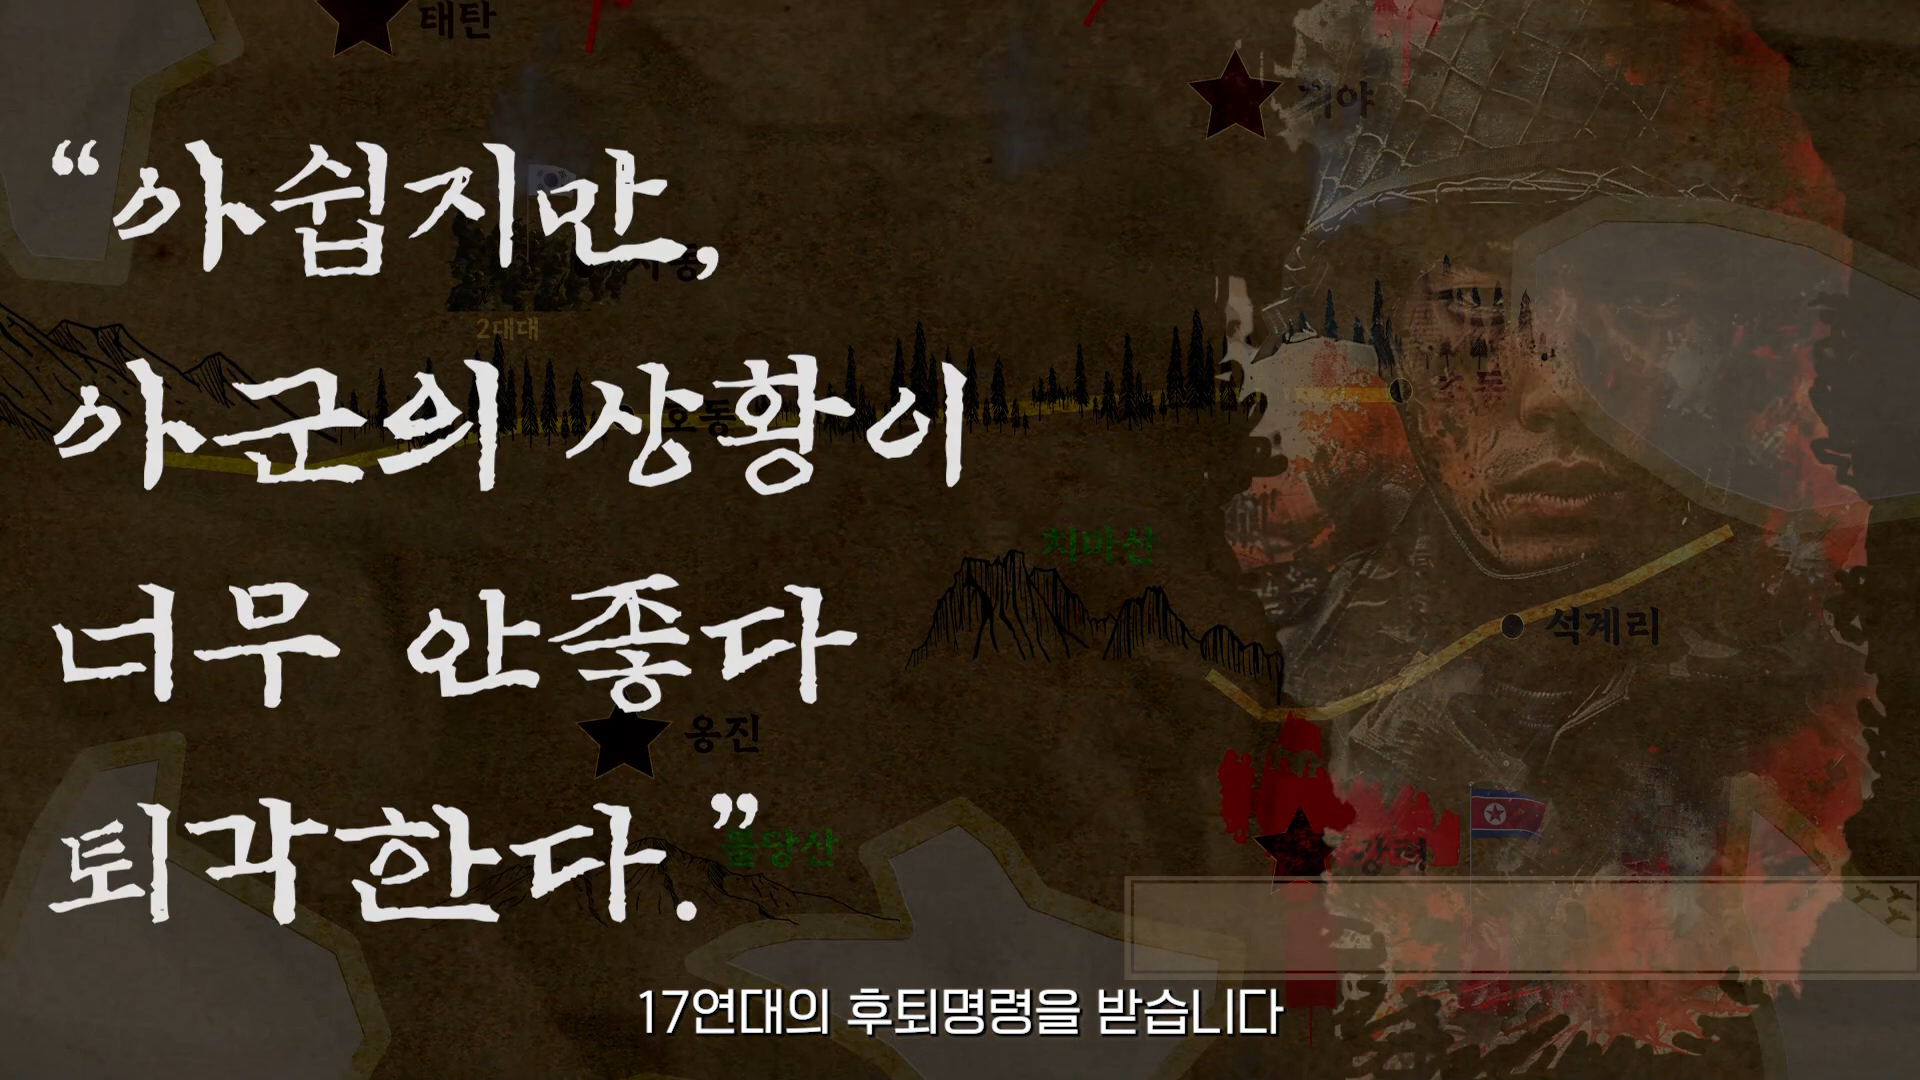 태탄
“아쉽지만,
2대대
아군의 상황이
치마산
석계리
너무 안좋다
옹진
퇴각한다.”
강령
17연대의 후퇴명령을 받습니다